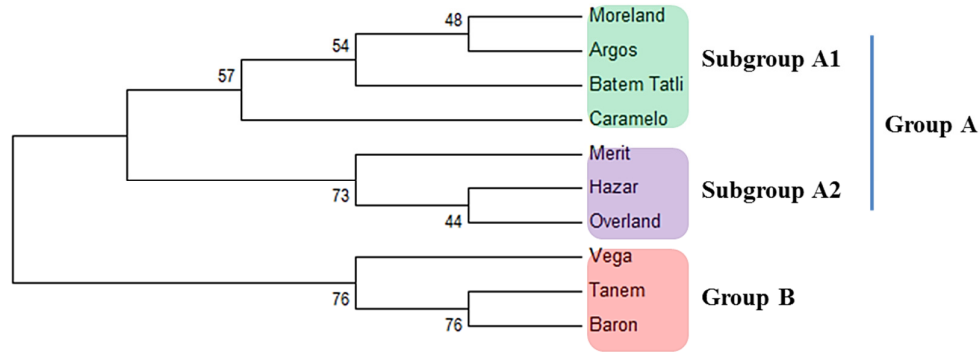 48
Moreland
54
Argos
57
Batem Tatli
Caramelo
Subgroup A1
Group A
Merit
73
Hazar
44
Overland
Subgroup A2
Vega
76
Tanem
76
Baron
Group B